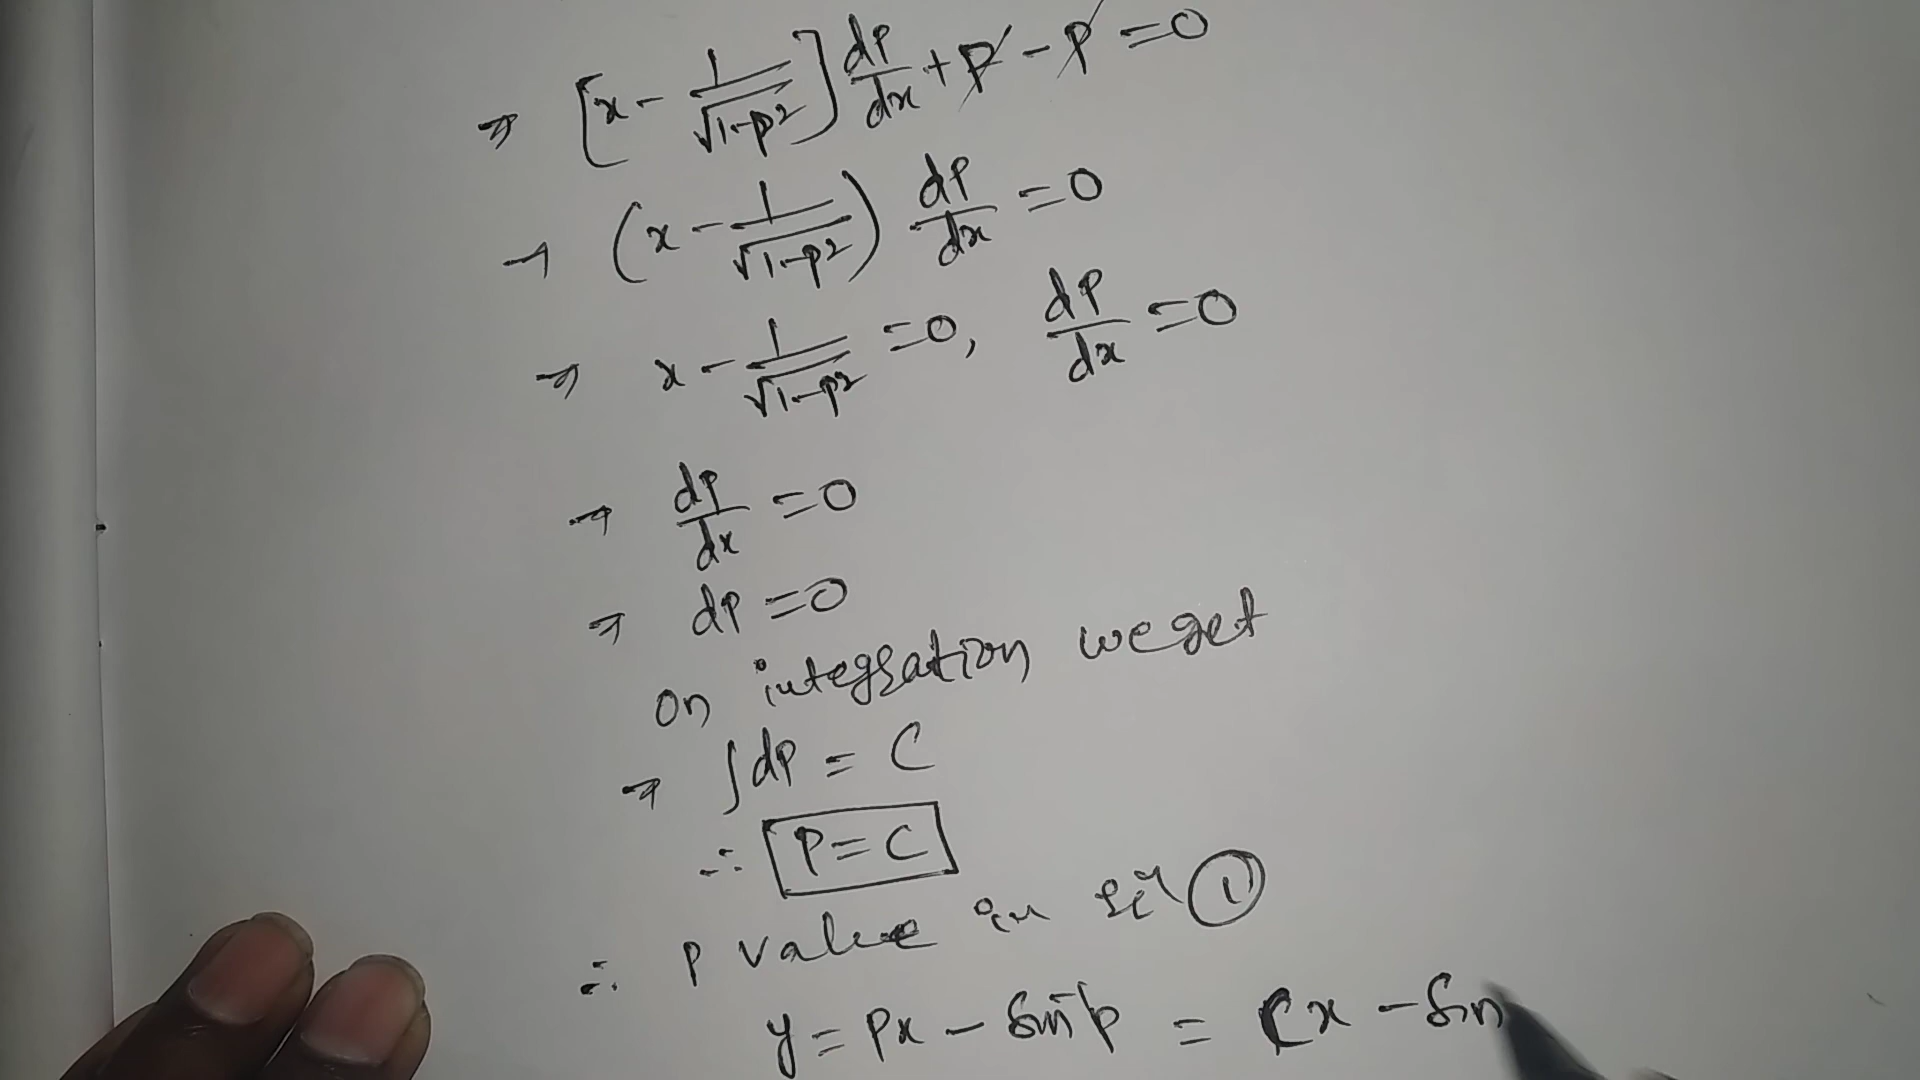 ⇒ [x - 1/√(1-p²)] dp/dx + p - p = 0
→ (x - 1/√(1-p²)) dp/dx = 0
⇒ x - 1/√(1-p²) = 0, dp/dx = 0
→ dp/dx = 0
⇒ dp = 0
on integration we get
⇒ ∫dp = C
∴ P = C
∴ p value in ①
y = px - sin⁻¹p = Cx - sin